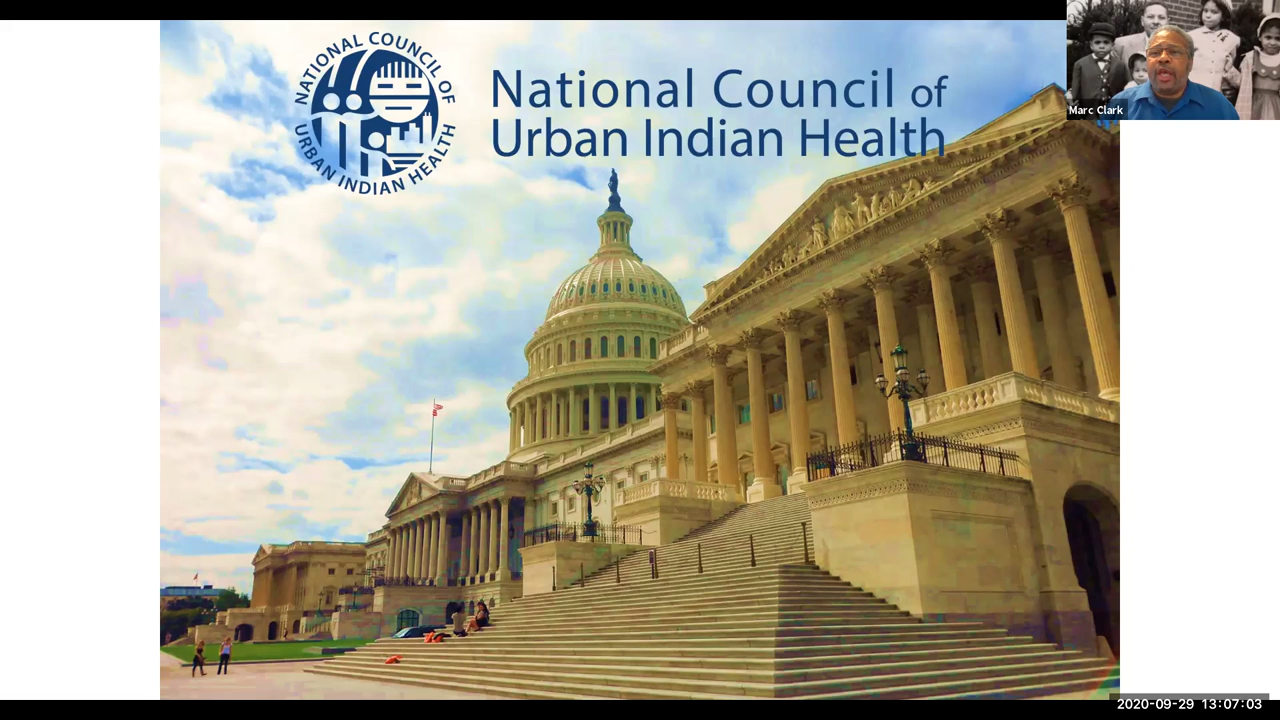 NATIONAL COUNCIL OF
URBAN INDIAN HEALTH
National Council of
Urban Indian Health
Marc Clark
2020-09-29 13:07:03